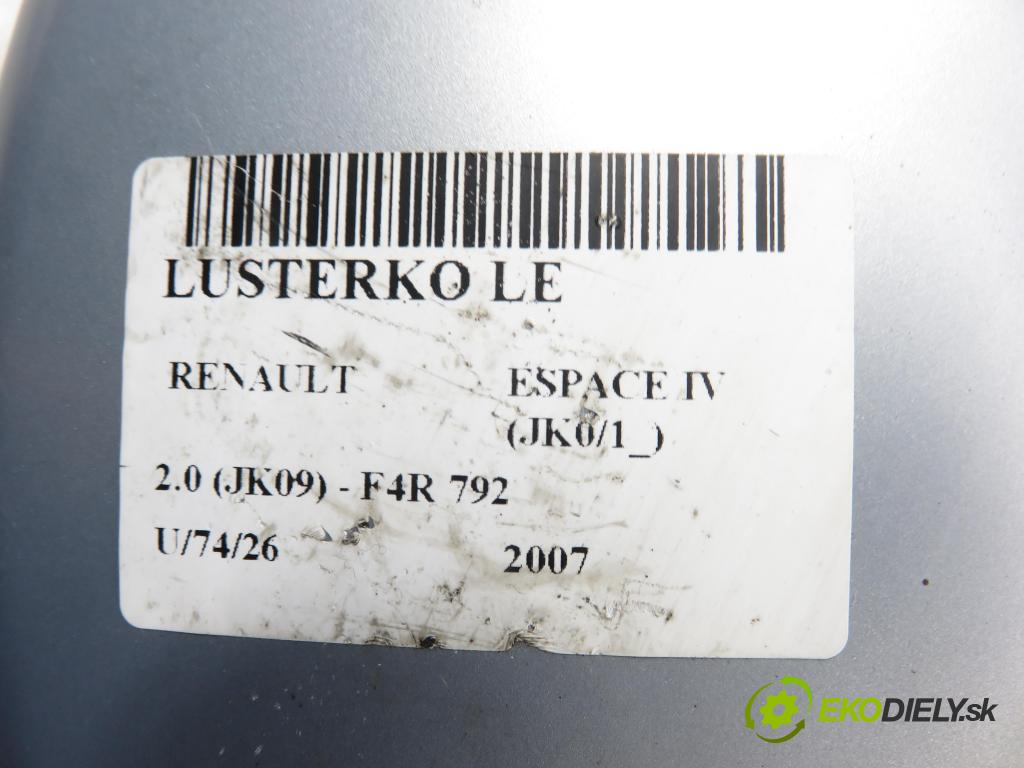 LUSTERKO LE
RENAULT ESPACE IV
(JK0/1_)
2.0 (JK09) - F4R 792
U/74/26 2007
EKODIELY.sk